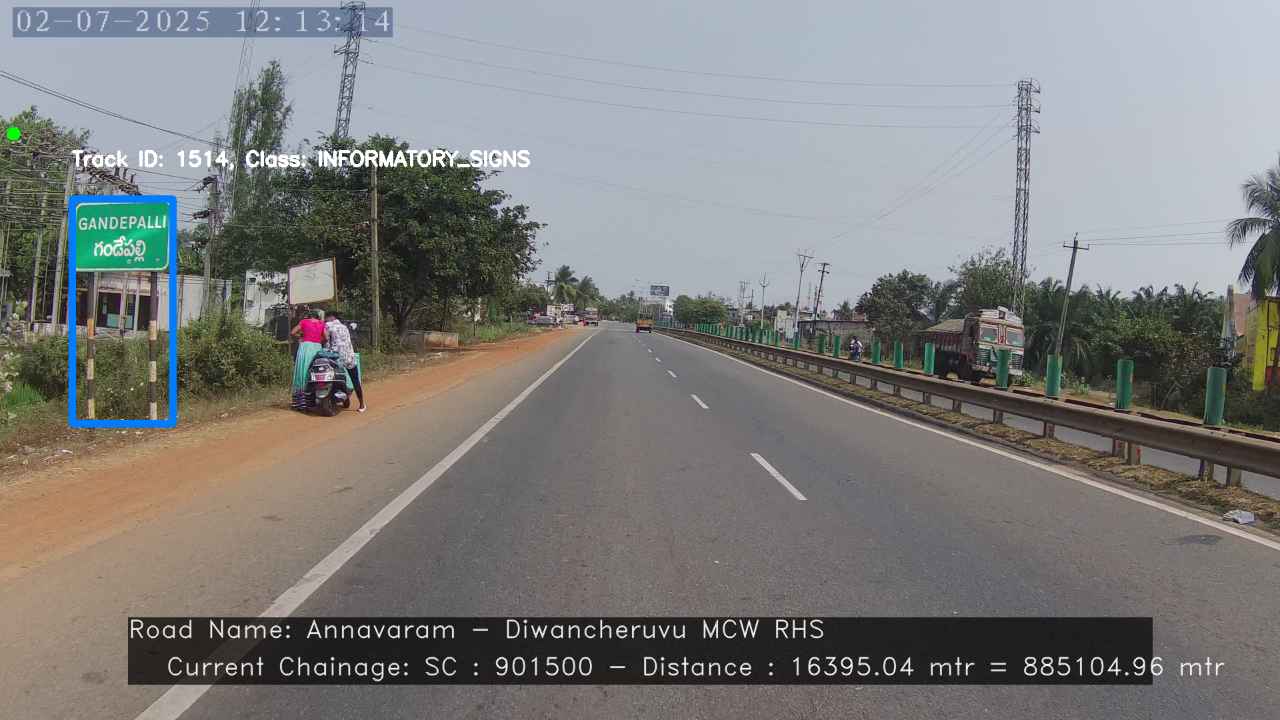 02-07-2025 12:13:14
Track ID: 1514, Class: INFORMATORY_SIGNS
GANDEPALLI
గండేపల్లి
Road Name: Annavaram - Diwancheruvu MCW RHS
Current Chainage: SC : 901500 - Distance : 16395.04 mtr = 885104.96 mtr